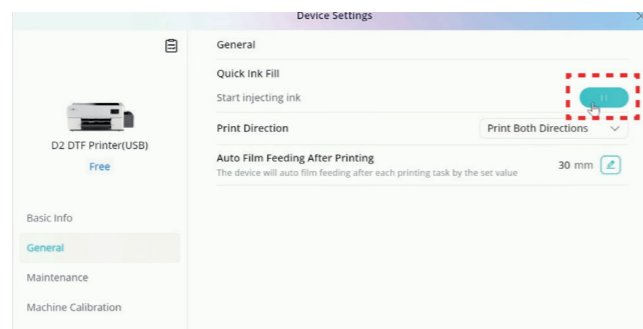 Device Settings
D2 DTF Printer(USB)
Free
Basic Info
General
Maintenance
Machine Calibration
General
Quick Ink Fill
Start injecting ink
Print Direction
Print Both Directions
Auto Film Feeding After Printing
The device will auto film feeding after each printing task by the set value
30 mm